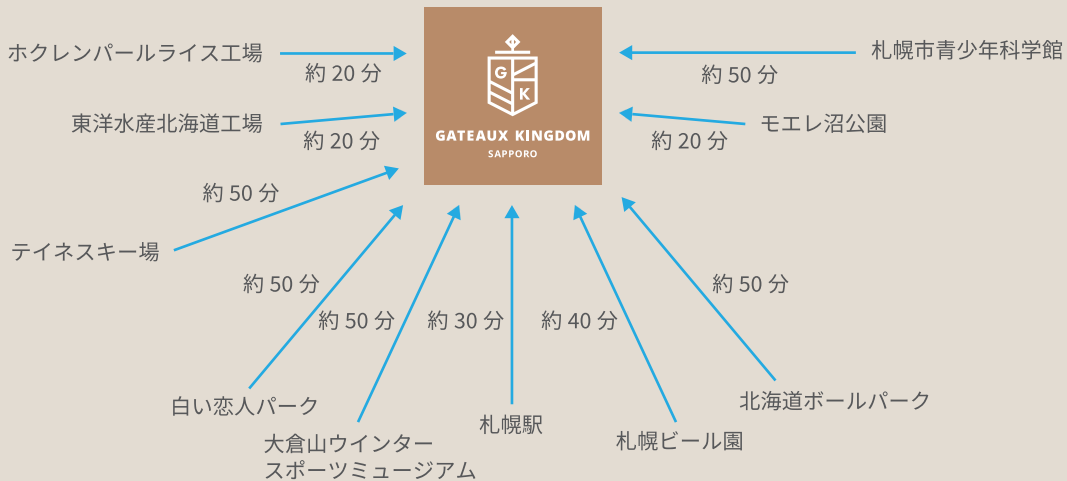 ホクレンパールライス工場
約 20 分
東洋水産北海道工場
約 20 分
テイネスキー場
約 50 分
白い恋人パーク
約 50 分
大倉山ウインター
スポーツミュージアム
約 50 分
札幌駅
約 30 分
札幌ビール園
約 40 分
北海道ボールパーク
約 50 分
モエレ沼公園
約 20 分
札幌市青少年科学館
約 50 分
G
K
GATEAUX KINGDOM
SAPPORO